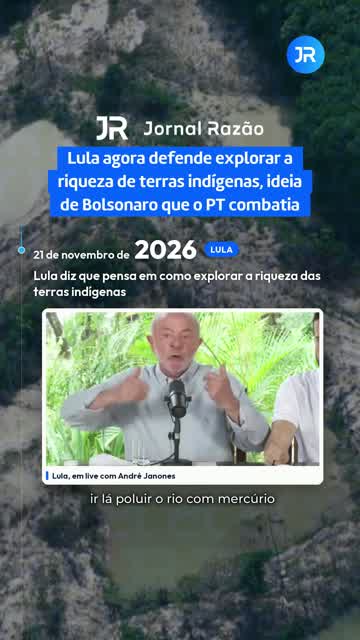 JR
JR Jornal Razão
Lula agora defende explorar a
riqueza de terras indígenas, ideia
de Bolsonaro que o PT combatia
21 de novembro de 2026 LULA
Lula diz que pensa em como explorar a riqueza das
terras indígenas
Lula, em live com André Janones
ir lá poluir o rio com mercúrio